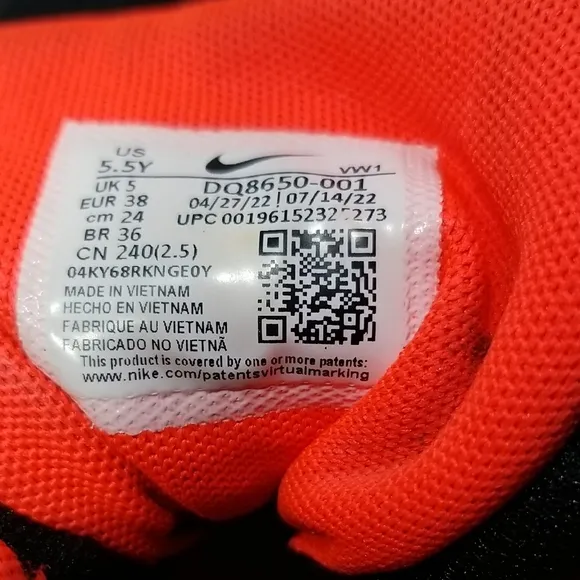 US
5.5Y
VW1
UK 5
DQ8650-001
EUR 38
04/27/22 | 07/14/22
cm 24
UPC
BR 36
CN 240(2.5)
04KY68RKNGE0Y
MADE IN VIETNAM
HECHO EN VIETNAM
FABRIQUE AU VIETNAM
FABRICADO NO VIETNÃ
This product is covered by one or more patents:
www.nike.com/patentsvirtualmarking